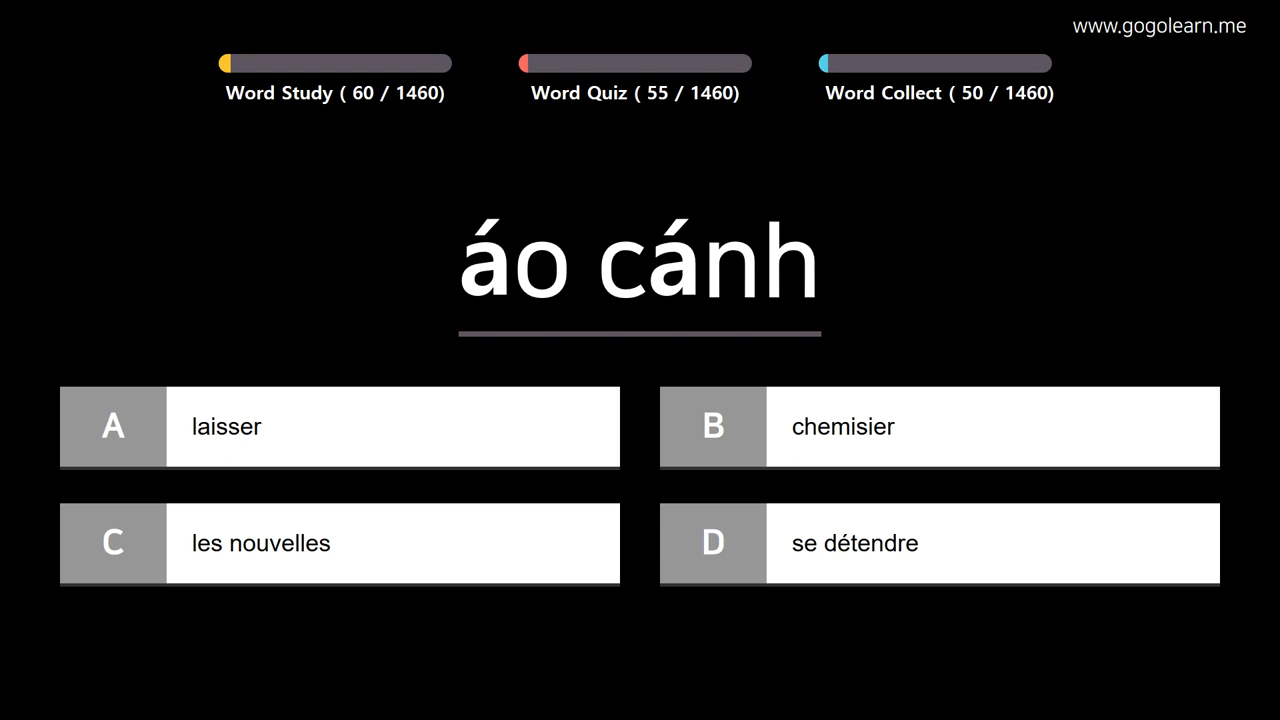 www.gogolearn.me
Word Study ( 60 / 1460)
Word Quiz ( 55 / 1460)
Word Collect ( 50 / 1460)
áo cánh
A laisser
B chemisier
C les nouvelles
D se détendre